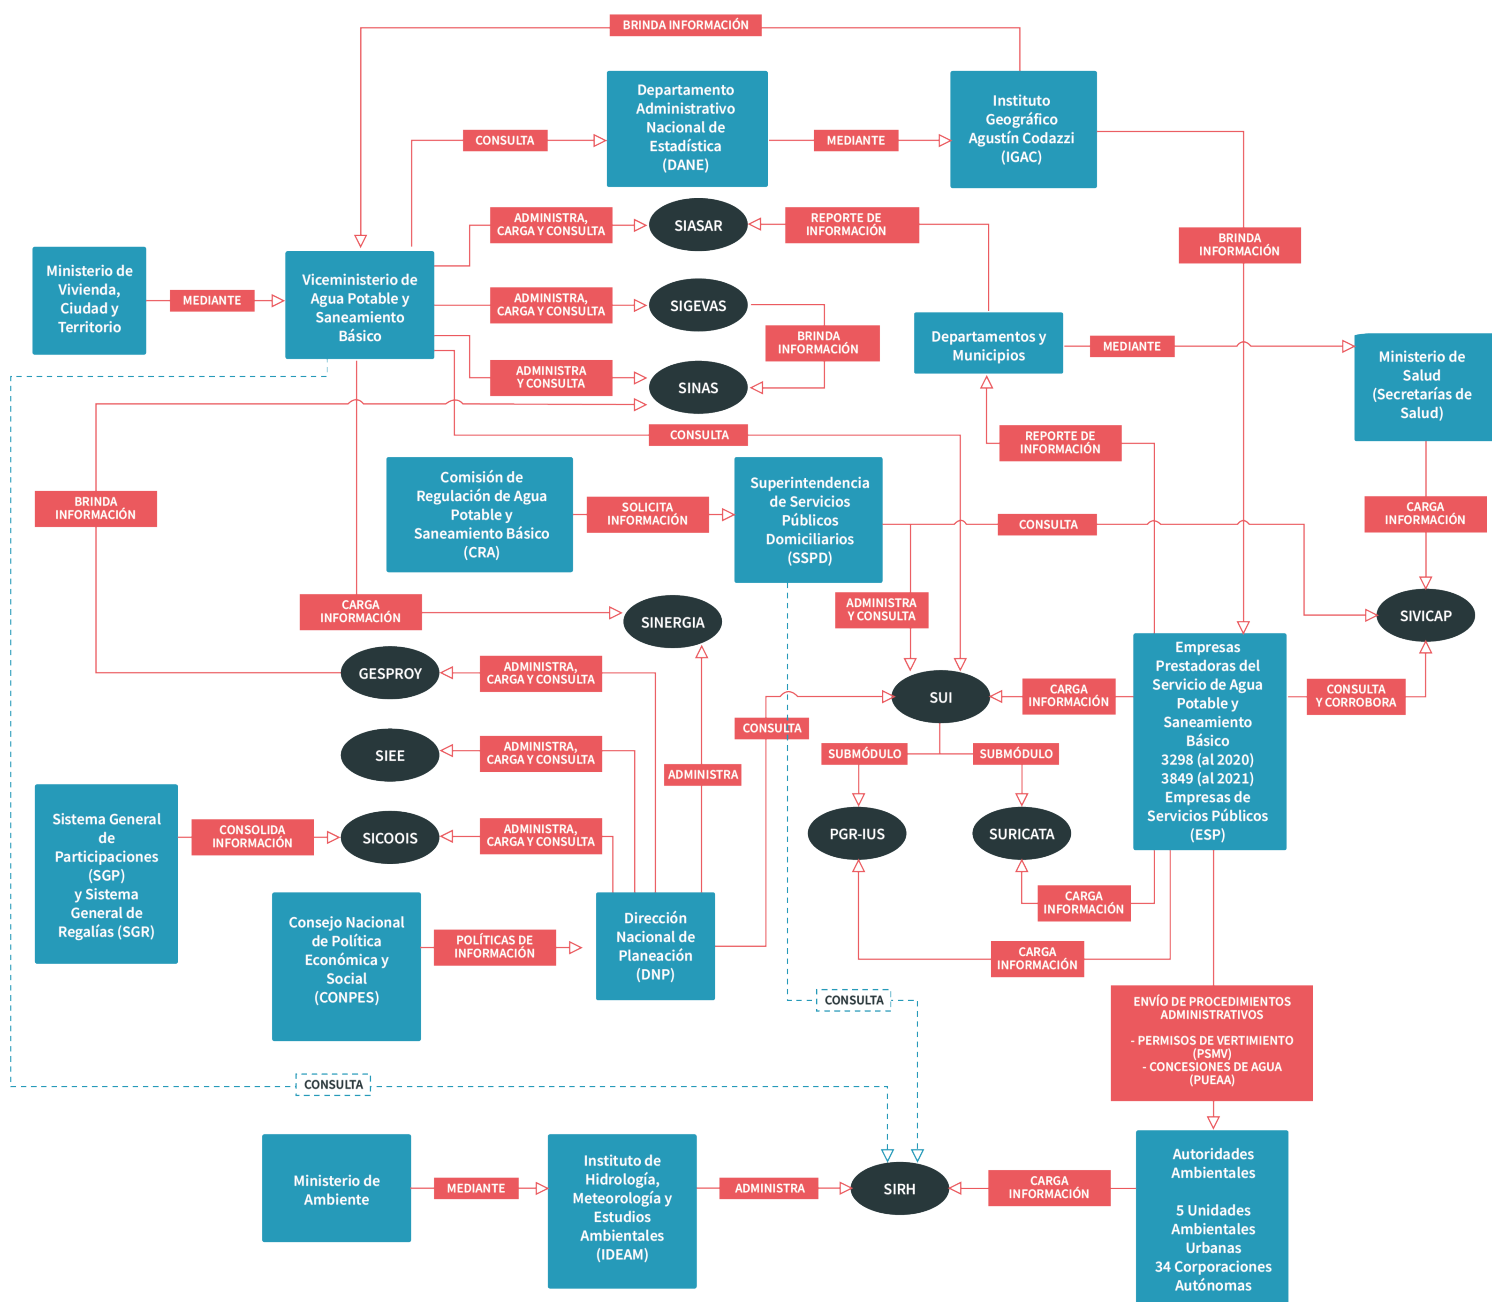 BRINDA INFORMACIÓN
Departamento
Administrativo
Nacional de
Estadística
(DANE)
Instituto
Geográfico
Agustín Codazzi
(IGAC)
CONSULTA
MEDIANTE
ADMINISTRA,
CARGA Y CONSULTA
SIASAR
REPORTE DE
INFORMACIÓN
BRINDA
INFORMACIÓN
Ministerio de
Vivienda,
Ciudad y
Territorio
MEDIANTE
Viceministerio de
Agua Potable y
Saneamiento
Básico
ADMINISTRA,
CARGA Y CONSULTA
SIGEVAS
BRINDA
INFORMACIÓN
ADMINISTRA
Y CONSULTA
SINAS
Departamentos y
Municipios
MEDIANTE
Ministerio de
Salud
(Secretarías de
Salud)
CONSULTA
REPORTE DE
INFORMACIÓN
BRINDA
INFORMACIÓN
Comisión de
Regulación de Agua
Potable y
Saneamiento Básico
(CRA)
SOLICITA
INFORMACIÓN
Superintendencia
de Servicios
Públicos
Domiciliarios
(SSPD)
CONSULTA
CARGA
INFORMACIÓN
CARGA
INFORMACIÓN
SINERGIA
ADMINISTRA
Y CONSULTA
SIVICAP
GESPROY
ADMINISTRA,
CARGA Y CONSULTA
SUI
CARGA
INFORMACIÓN
Empresas
Prestadoras del
Servicio de Agua
Potable y
Saneamiento
Básico
3298 (al 2020)
3849 (al 2021)
Empresas de
Servicios Públicos
(ESP)
CONSULTA
Y CORROBORA
CONSULTA
SIEE
ADMINISTRA,
CARGA Y CONSULTA
ADMINISTRA
SUBMÓDULO
SUBMÓDULO
Sistema General
de
Participaciones
(SGP)
y Sistema
General de
Regalías (SGR)
CONSOLIDA
INFORMACIÓN
SICOOIS
ADMINISTRA,
CARGA Y CONSULTA
PGR-IUS
SURICATA
CARGA
INFORMACIÓN
Consejo Nacional
de Política
Económica y
Social
(CONPES)
POLÍTICAS DE
INFORMACIÓN
Dirección
Nacional de
Planeación
(DNP)
CARGA
INFORMACIÓN
CONSULTA
ENVÍO DE PROCEDIMIENTOS
ADMINISTRATIVOS
- PERMISOS DE VERTIMIENTO
(PSMV)
- CONCESIONES DE AGUA
(PUEAA)
CONSULTA
Ministerio de
Ambiente
MEDIANTE
Instituto de
Hidrología,
Meteorología y
Estudios
Ambientales
(IDEAM)
ADMINISTRA
SIRH
CARGA
INFORMACIÓN
Autoridades
Ambientales
5 Unidades
Ambientales
Urbanas
34 Corporaciones
Autónomas